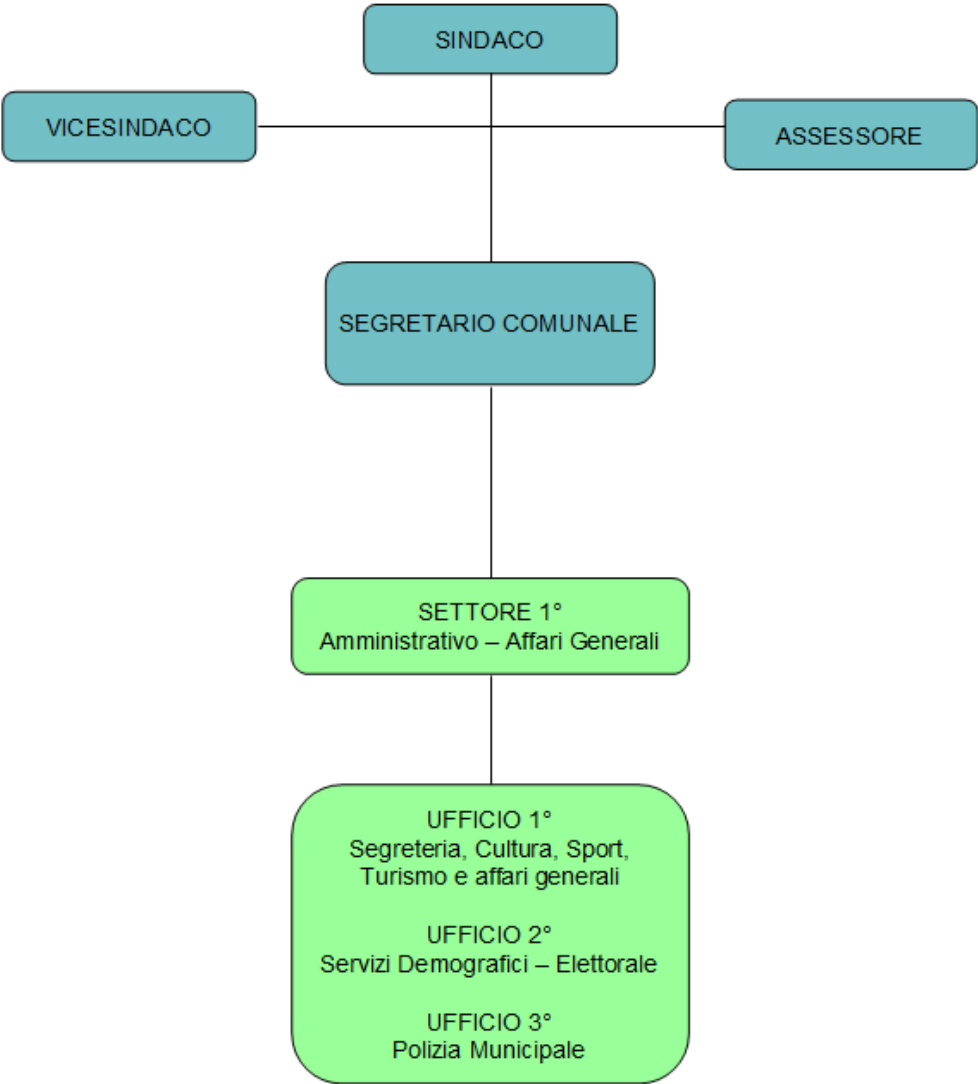 SINDACO
VICESINDACO
ASSESSORE
SEGRETARIO COMUNALE
SETTORE 1°
Amministrativo – Affari Generali
UFFICIO 1°
Segreteria, Cultura, Sport,
Turismo e affari generali
UFFICIO 2°
Servizi Demografici – Elettorale
UFFICIO 3°
Polizia Municipale